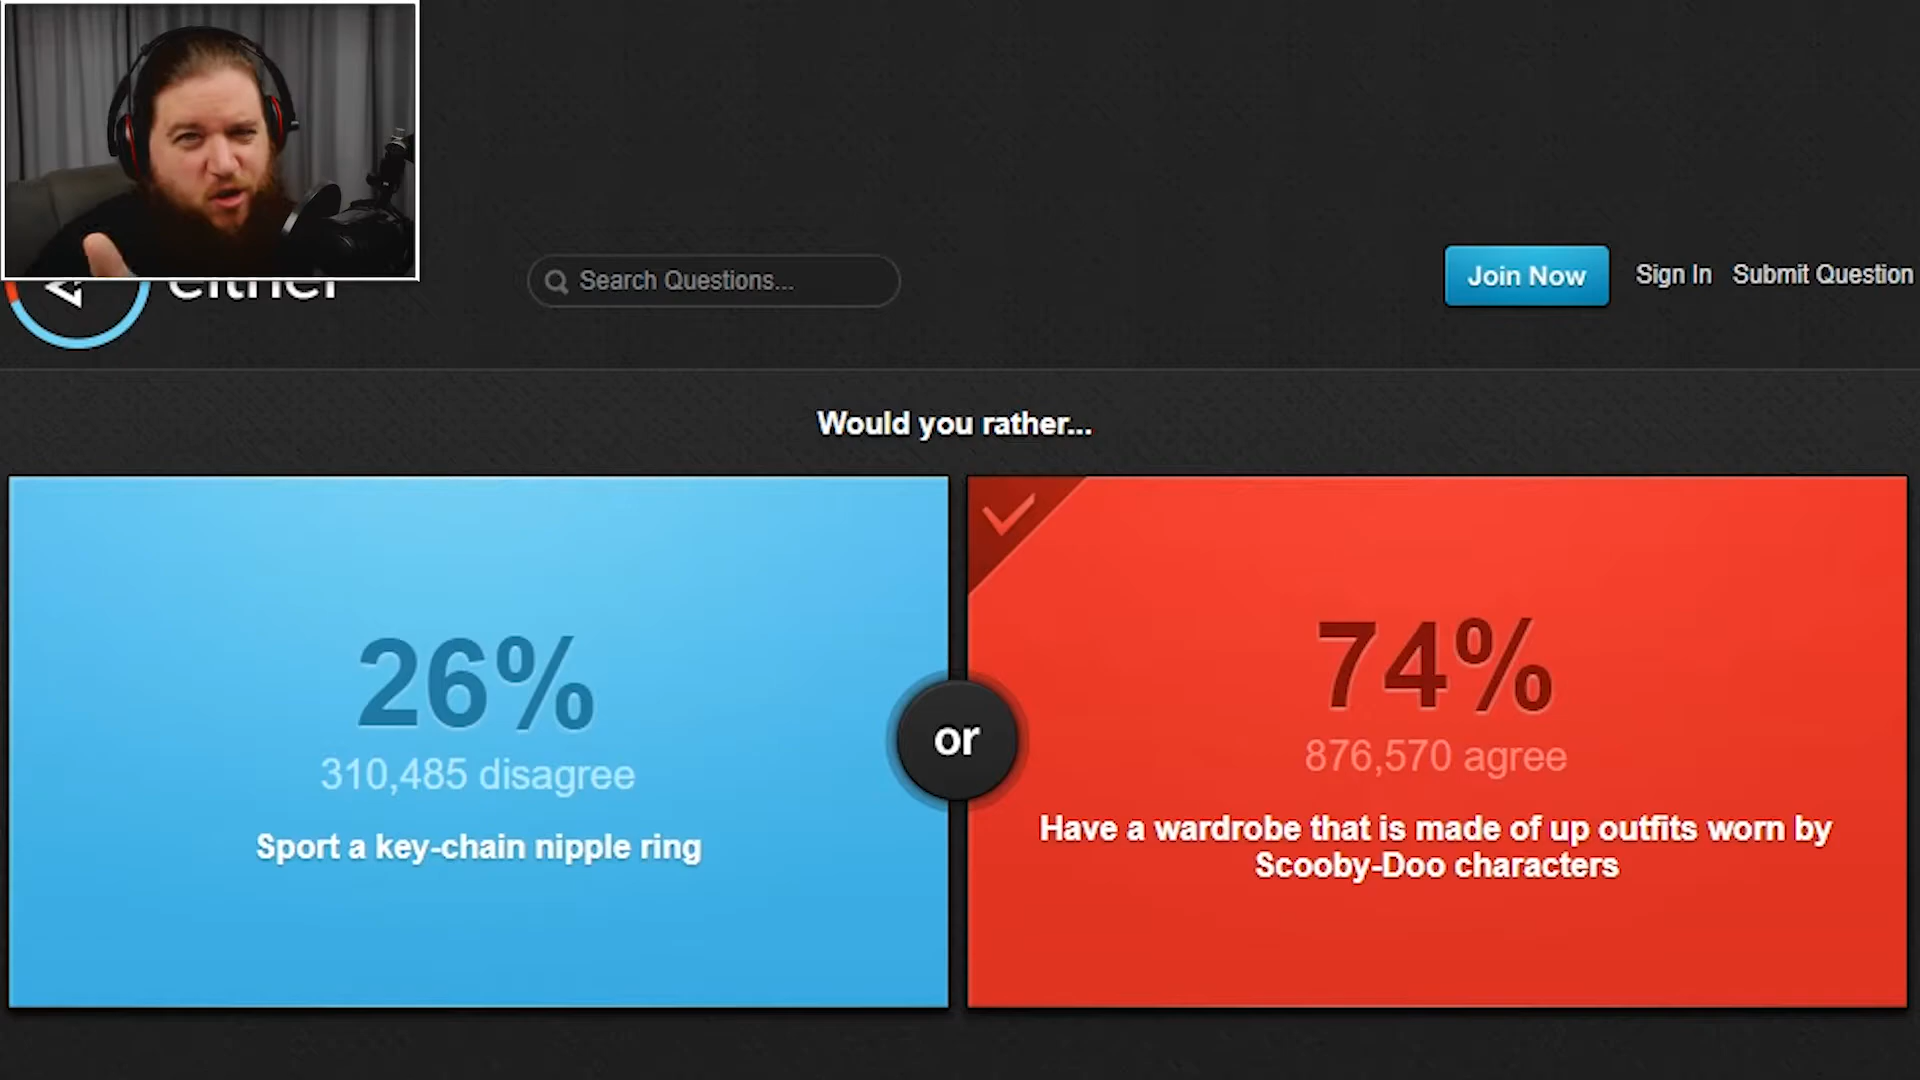 either
Search Questions...
Join Now
Sign In
Submit Question
Would you rather...
26%
310,485 disagree
Sport a key-chain nipple ring
or
74%
876,570 agree
Have a wardrobe that is made of up outfits worn by
Scooby-Doo characters